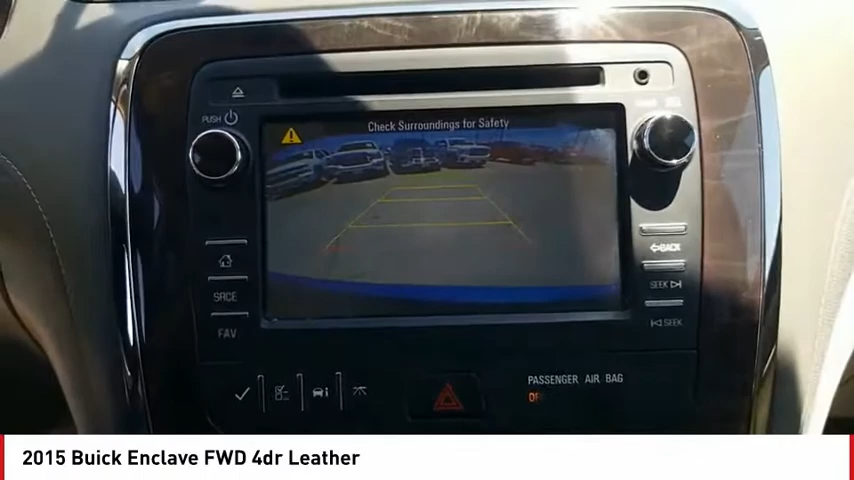 PUSH
Check Surroundings for Safety
BACK
SRCE
SEEK
FAV
SEEK
PASSENGER AIR BAG
OFF
2015 Buick Enclave FWD 4dr Leather